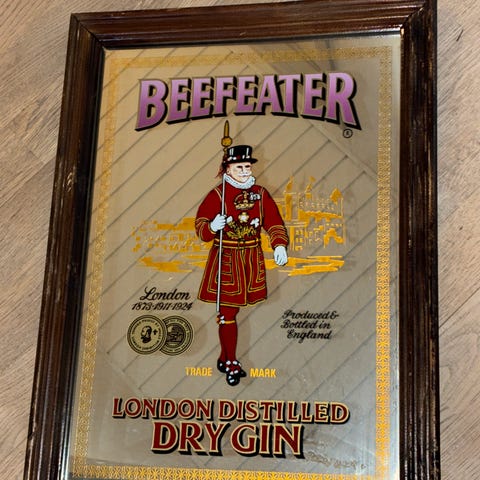 BEEFEATER
®
London
1873·1911·1924
Produced &
Bottled in
England
TRADE MARK
LONDON DISTILLED
DRY GIN